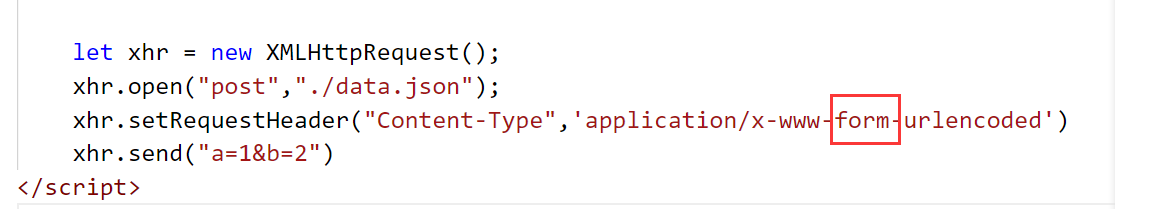 let xhr = new XMLHttpRequest();
xhr.open("post","./data.json");
xhr.setRequestHeader("Content-Type",'application/x-www-form-urlencoded')
xhr.send("a=1&b=2")
</script>